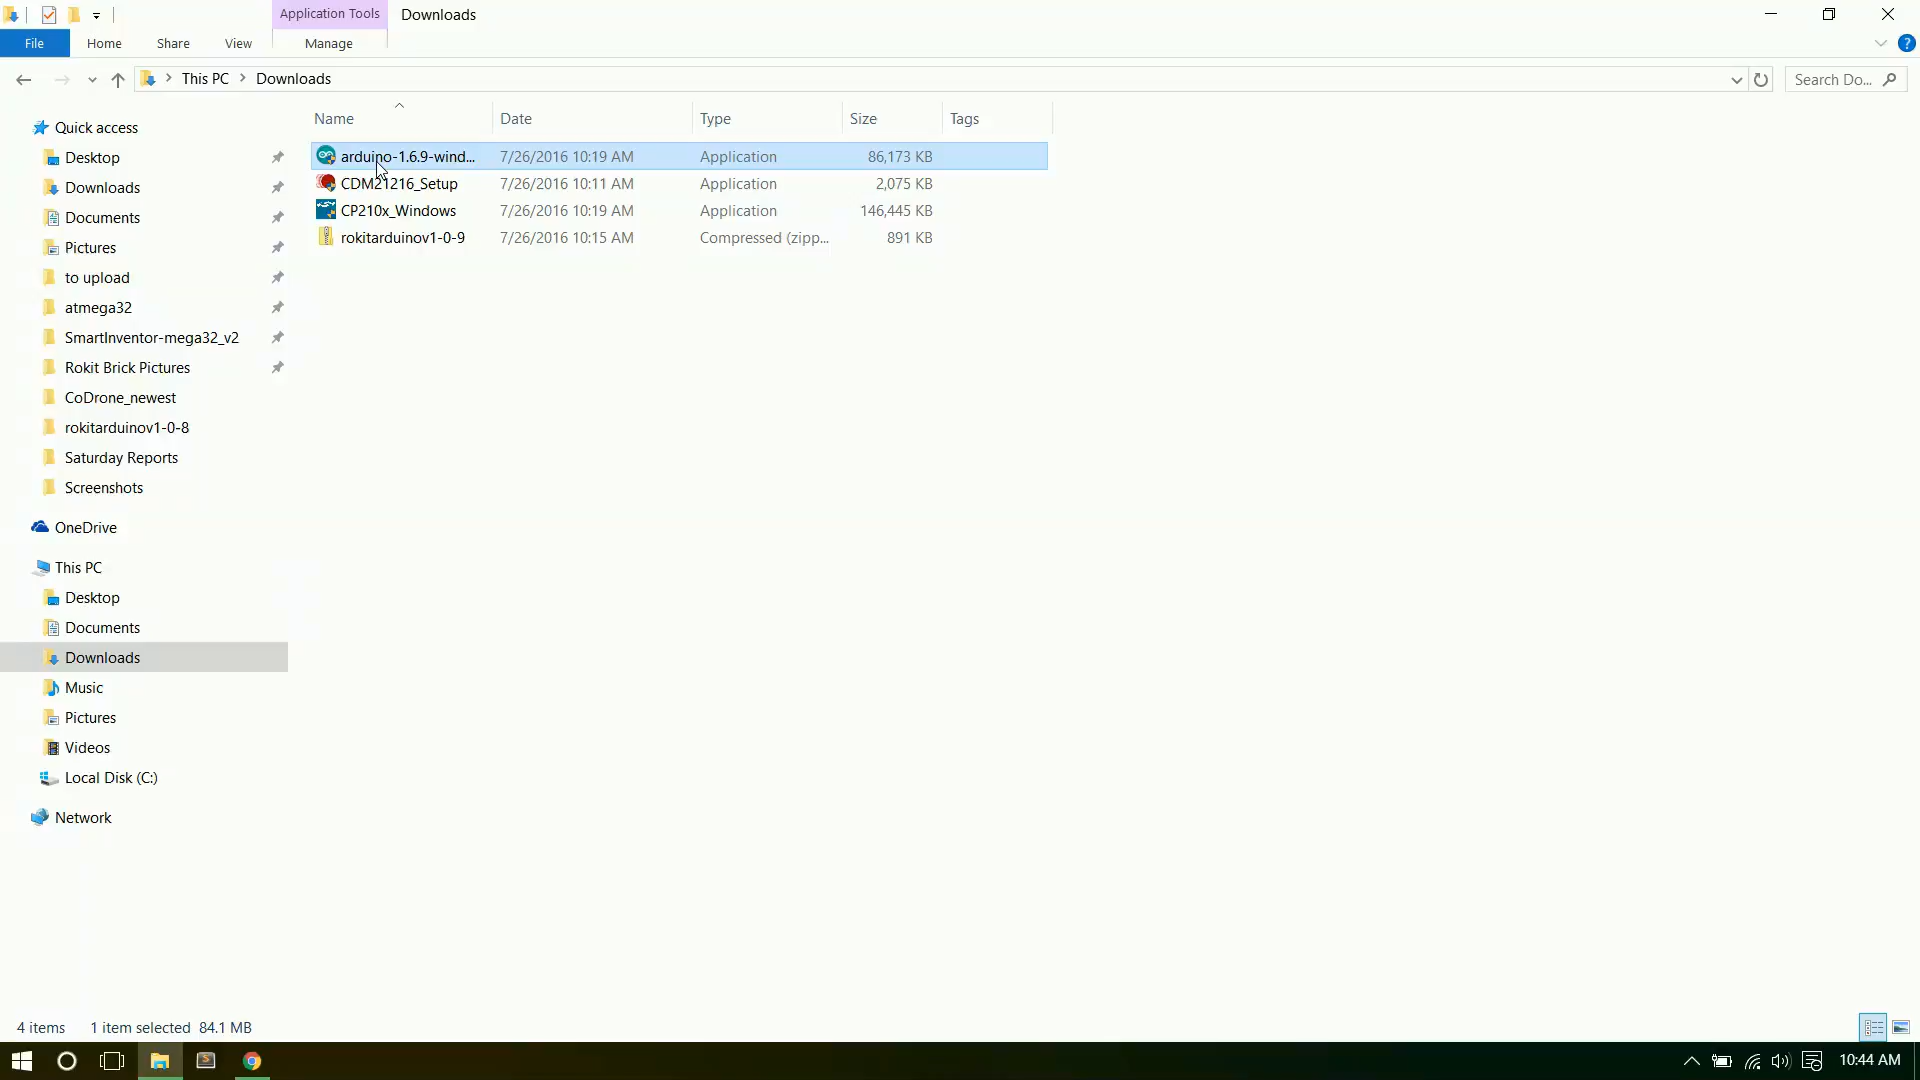 Application Tools Downloads
File Home Share View Manage
This PC Downloads Search Do...
Name Date Type Size Tags
arduino-1.6.9-wind... 7/26/2016 10:19 AM Application 86,173 KB
CDM21216_Setup 7/26/2016 10:11 AM Application 2,075 KB
CP210x_Windows 7/26/2016 10:19 AM Application 146,445 KB
rokitarduinov1-0-9 7/26/2016 10:15 AM Compressed (zipp... 891 KB
Quick access
Desktop
Downloads
Documents
Pictures
to upload
atmega32
SmartInventor-mega32_v2
Rokit Brick Pictures
CoDrone_newest
rokitarduinov1-0-8
Saturday Reports
Screenshots
OneDrive
This PC
Desktop
Documents
Downloads
Music
Pictures
Videos
Local Disk (C:)
Network
4 items 1 item selected 84.1 MB
10:44 AM